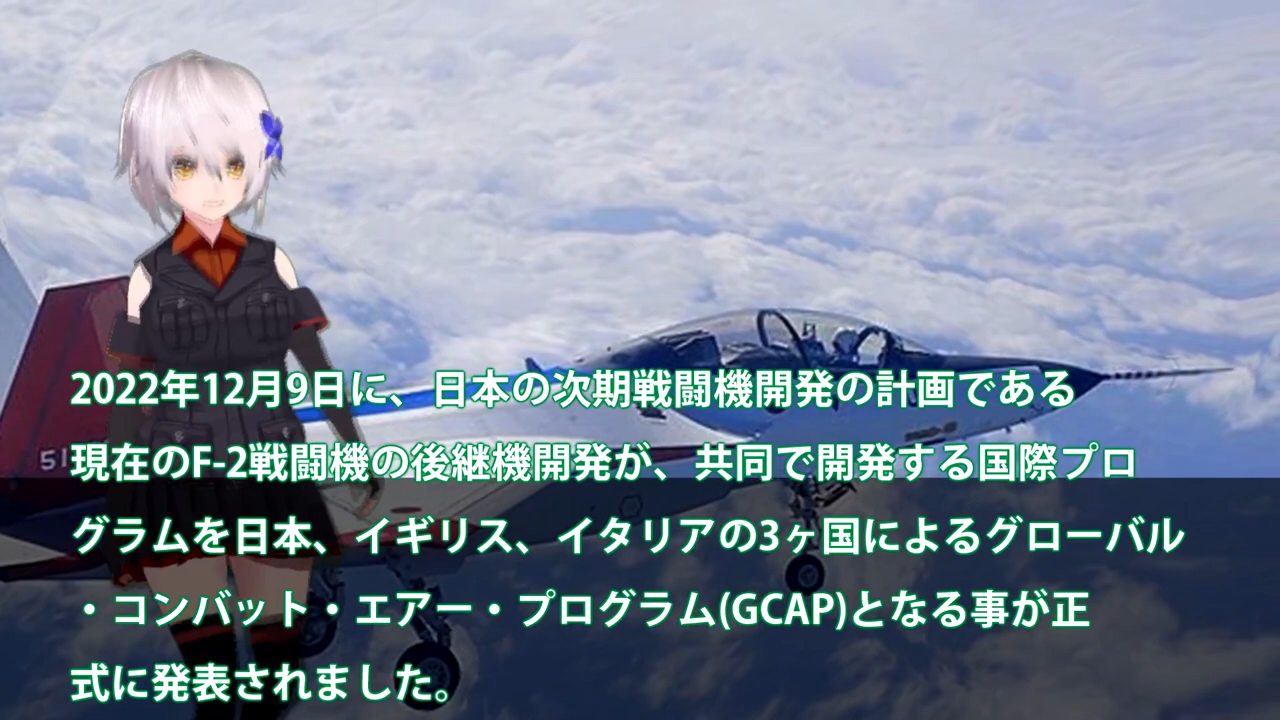 2022年12月9日に、日本の次期戦闘機開発の計画である
現在のF-2戦闘機の後継機開発が、共同で開発する国際プロ
グラムを日本、イギリス、イタリアの3ヶ国によるグローバル
・コンバット・エアー・プログラム(GCAP)となる事が正
式に発表されました。
51